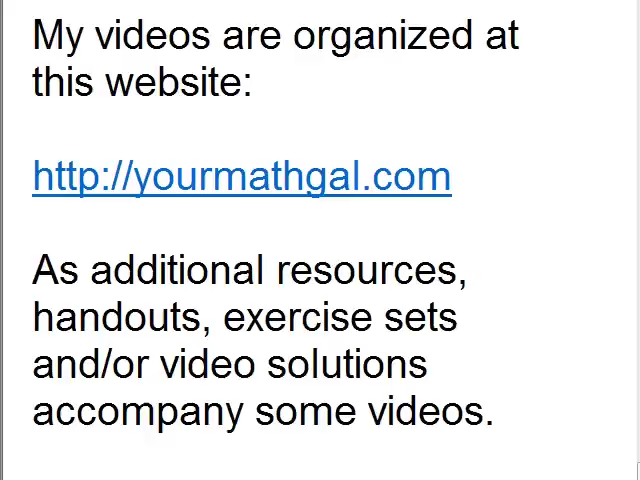 My videos are organized at
this website:
http://yourmathgal.com
As additional resources,
handouts, exercise sets
and/or video solutions
accompany some videos.